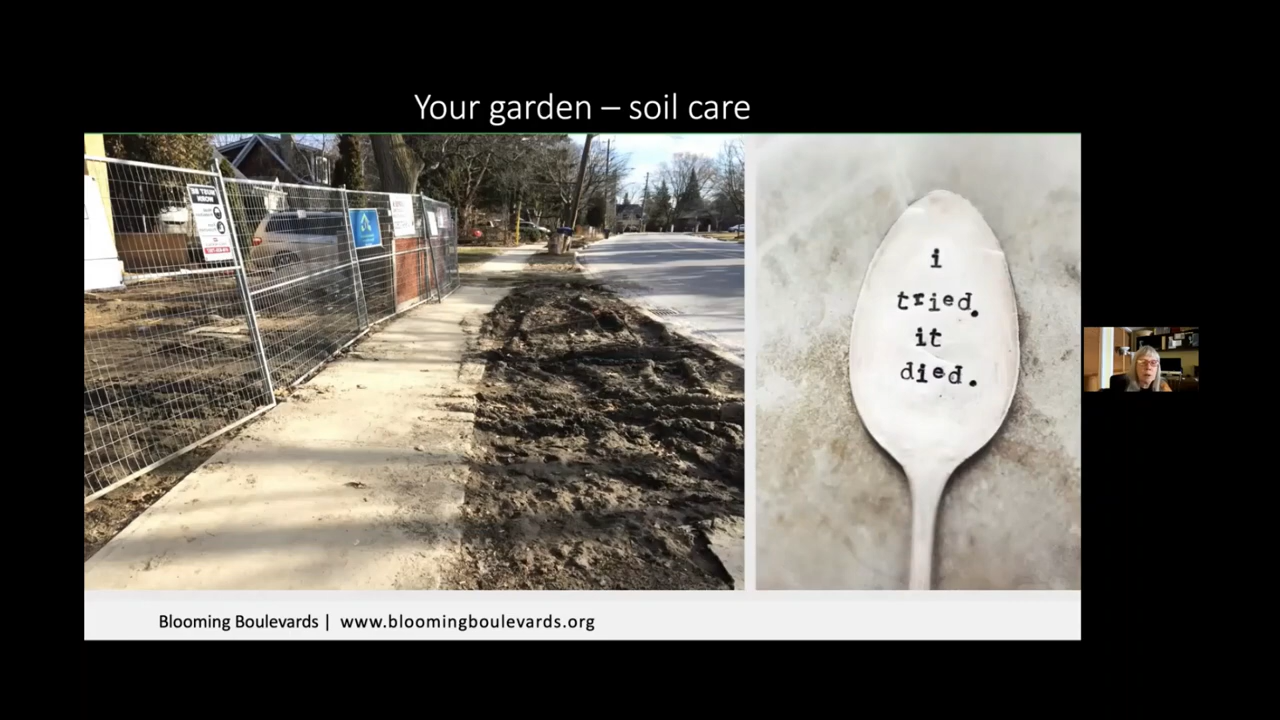 Your garden – soil care
i
tried.
it
died.
Blooming Boulevards | www.bloomingboulevards.org